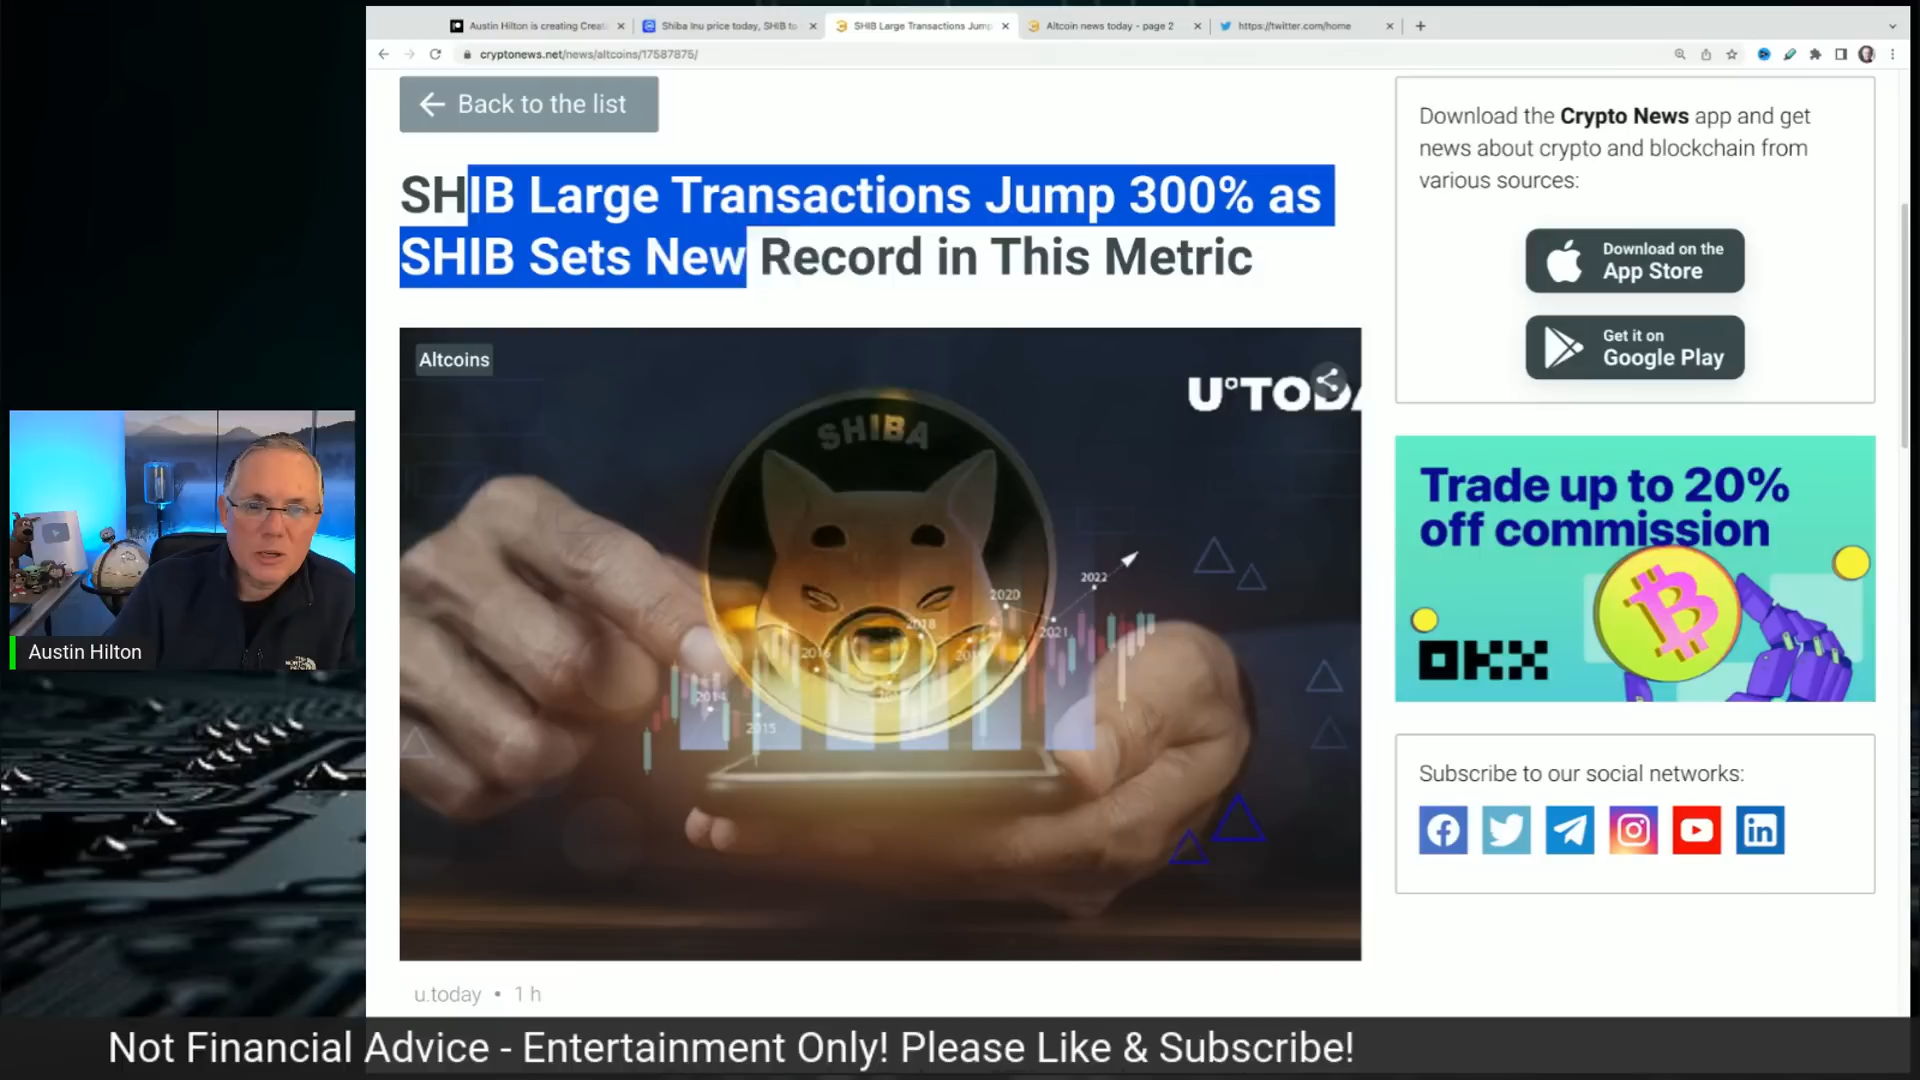 Austin Hilton is creating Creat
Shiba Inu price today, SHIB to
SHIB Large Transactions Jump
Altcoin news today - page 2
https://twitter.com/home
cryptonews.net/news/altcoins/17587875/
Back to the list
SHIB Large Transactions Jump 300% as
SHIB Sets New Record in This Metric
Altcoins
U°TODA
SHIBA
2014
2015
2016
2018
2020
2021
2022
u.today • 1 h
Download the Crypto News app and get
news about crypto and blockchain from
various sources:
Download on the
App Store
Get it on
Google Play
Trade up to 20%
off commission
OKX
Subscribe to our social networks:
Austin Hilton
Not Financial Advice - Entertainment Only! Please Like & Subscribe!